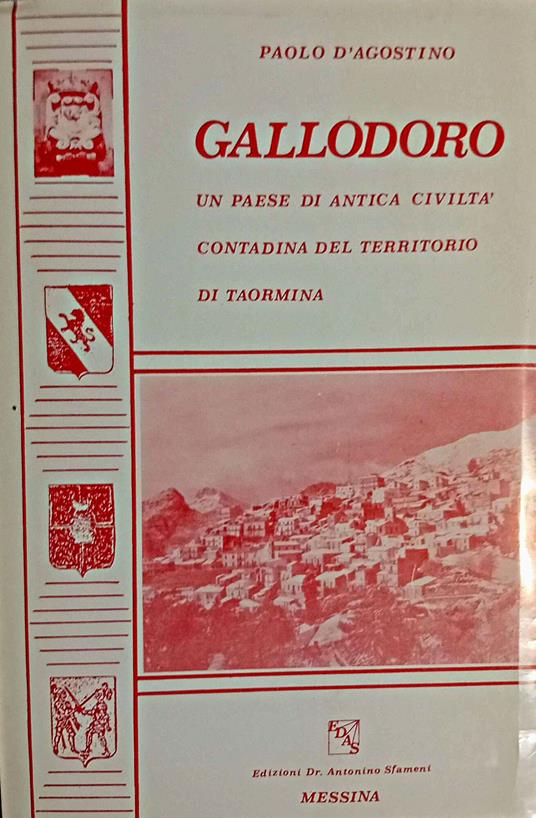 PAOLO D'AGOSTINO
GALLODORO
UN PAESE DI ANTICA CIVILTA'
CONTADINA DEL TERRITORIO
DI TAORMINA
EDAS
Edizioni Dr. Antonino Sfameni
MESSINA